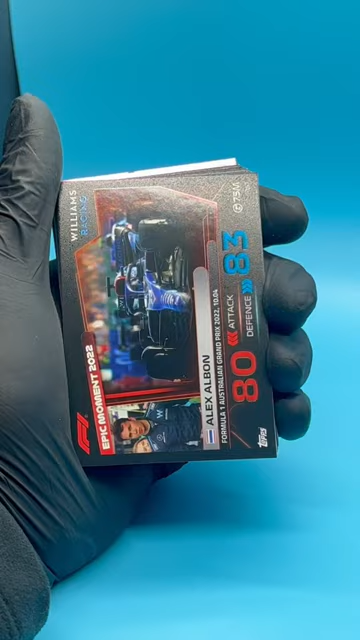 WILLIAMS
RACING
F1
EPIC MOMENT 2022
ALEX ALBON
FORMULA 1 AUSTRALIAN GRAND PRIX 2022, 10.04
80 ATTACK
DEFENCE 83
75M
TOPPS